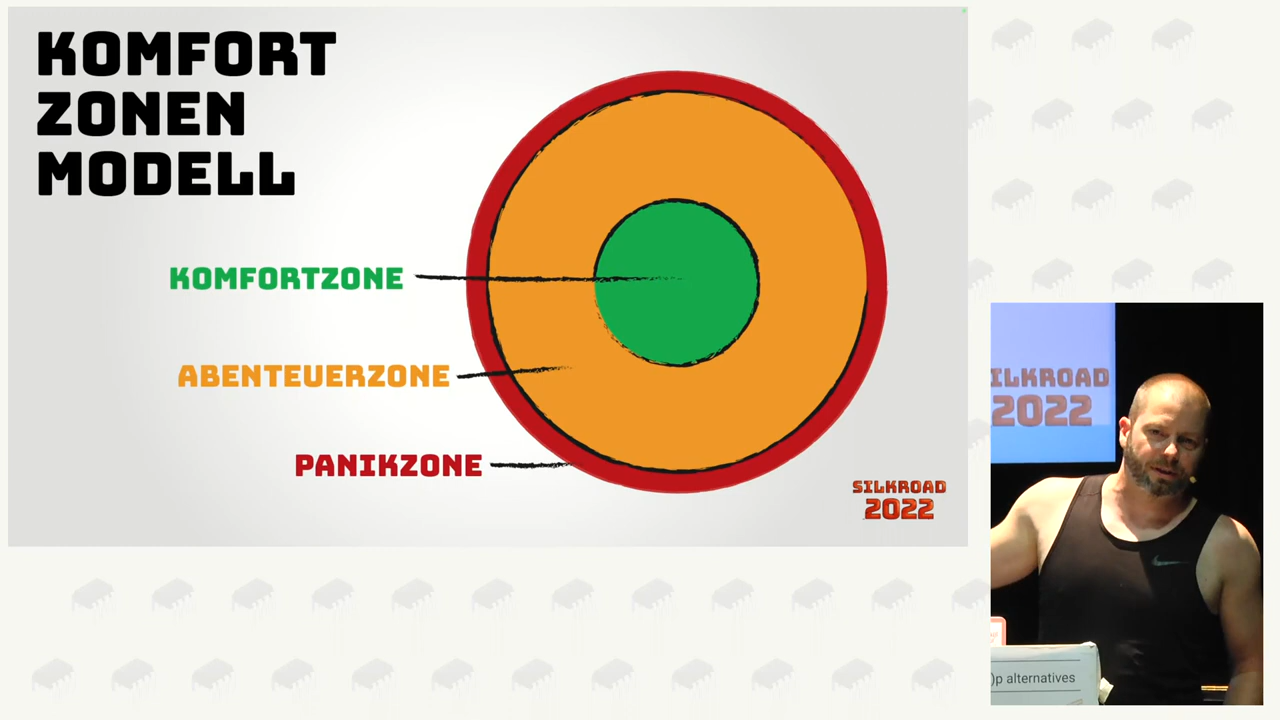 KOMFORT
ZONEN
MODELL
KOMFORTZONE
ABENTEUERZONE
PANIKZONE
SILKROAD
2022
ILKROAD
2022
p alternatives